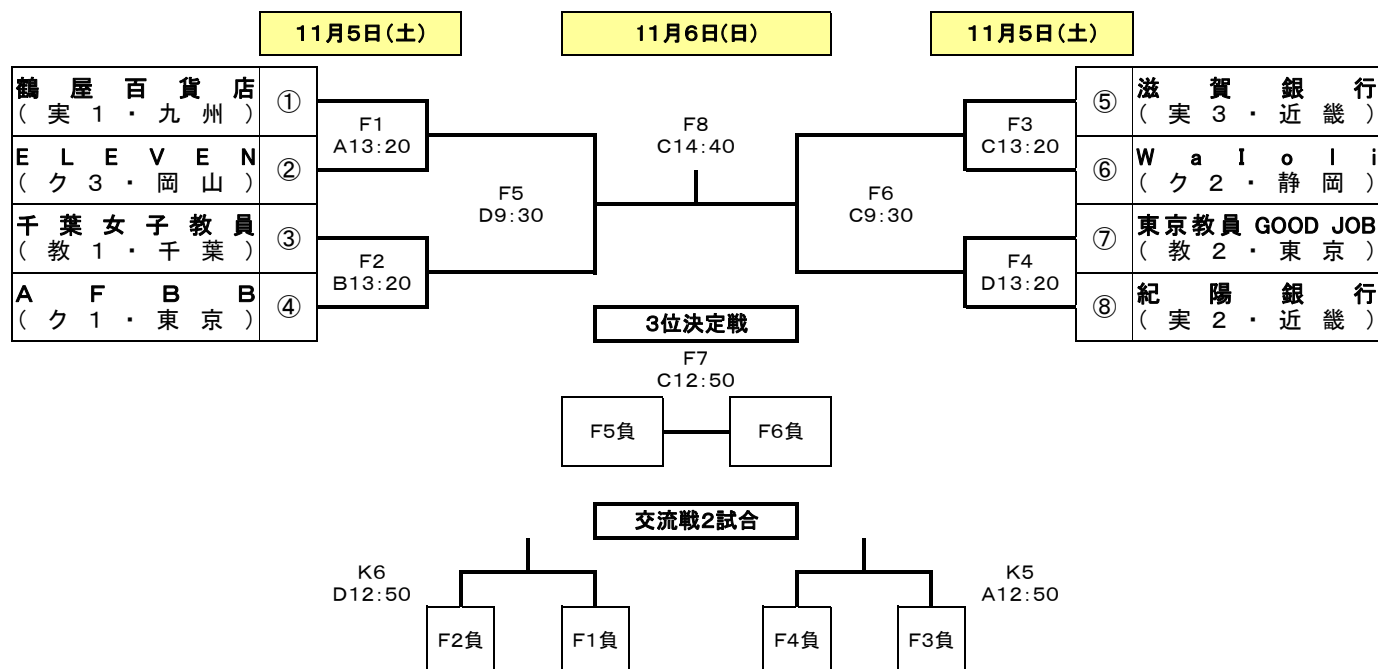 11月5日(土)
11月6日(日)
11月5日(土)
鶴屋百貨店
(実1・九州)
①
ELEVEN
(ク3・岡山)
②
千葉女子教員
(教1・千葉)
③
AFBB
(ク1・東京)
④
F1
A13:20
F2
B13:20
F5
D9:30
F8
C14:40
F6
C9:30
F3
C13:20
F4
D13:20
⑤
滋賀銀行
(実3・近畿)
⑥
WaIoli
(ク2・静岡)
⑦
東京教員 GOOD JOB
(教2・東京)
⑧
紀陽銀行
(実2・近畿)
3位決定戦
F7
C12:50
F5負
F6負
交流戦2試合
K6
D12:50
F2負
F1負
K5
A12:50
F4負
F3負